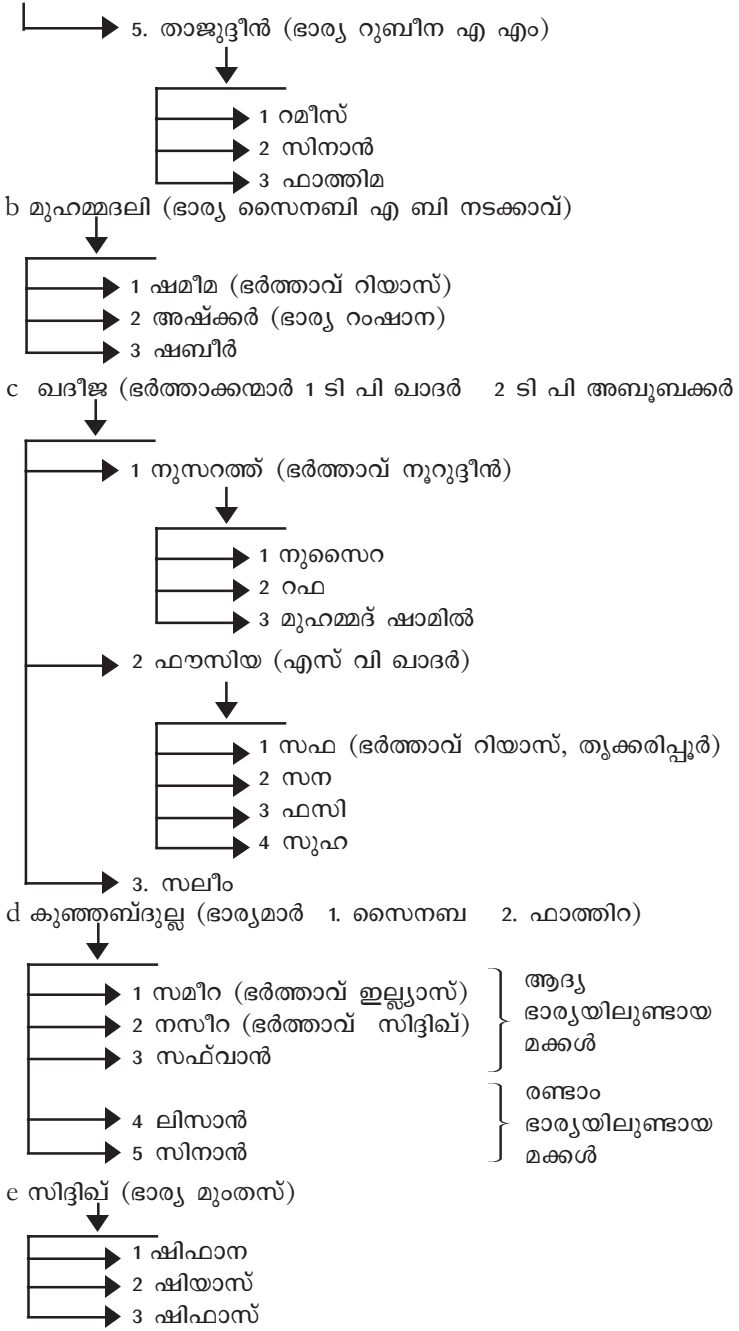 5. താജുദ്ദീൻ (ഭാര്യ റുബീന എ എം)
1 റമീസ്
2 സിനാൻ
3 ഫാത്തിമ
b മുഹമ്മദലി (ഭാര്യ സൈനബി എ ബി നടക്കാവ്)
1 ഷമീമ (ഭർത്താവ് റിയാസ്)
2 അഷ്ക്കർ (ഭാര്യ റംഷാന)
3 ഷബീർ
c ഖദീജ (ഭർത്താക്കന്മാർ 1 ടി പി ഖാദർ 2 ടി പി അബൂബക്കർ
1 നുസറത്ത് (ഭർത്താവ് നൂറുദ്ദീൻ)
1 നുസൈറ
2 റഫ
3 മുഹമ്മദ് ഷാമിൽ
2 ഫൗസിയ (എസ് വി ഖാദർ)
1 സഫ (ഭർത്താവ് റിയാസ്, തൃക്കരിപ്പൂർ)
2 സന
3 ഫസി
4 സുഹ
3. സലീം
d കുഞ്ഞബ്ദുല്ല (ഭാര്യമാർ 1. സൈനബ 2. ഫാത്തിറ)
1 സമീറ (ഭർത്താവ് ഇല്ല്യാസ്)
2 നസീറ (ഭർത്താവ് സിദ്ദിഖ്)
3 സഫ്‌വാൻ
ആദ്യ
ഭാര്യയിലുണ്ടായ
മക്കൾ
4 ലിസാൻ
5 സിനാൻ
രണ്ടാം
ഭാര്യയിലുണ്ടായ
മക്കൾ
e സിദ്ദിഖ് (ഭാര്യ മുംതസ്)
1 ഷിഫാന
2 ഷിയാസ്
3 ഷിഫാസ്